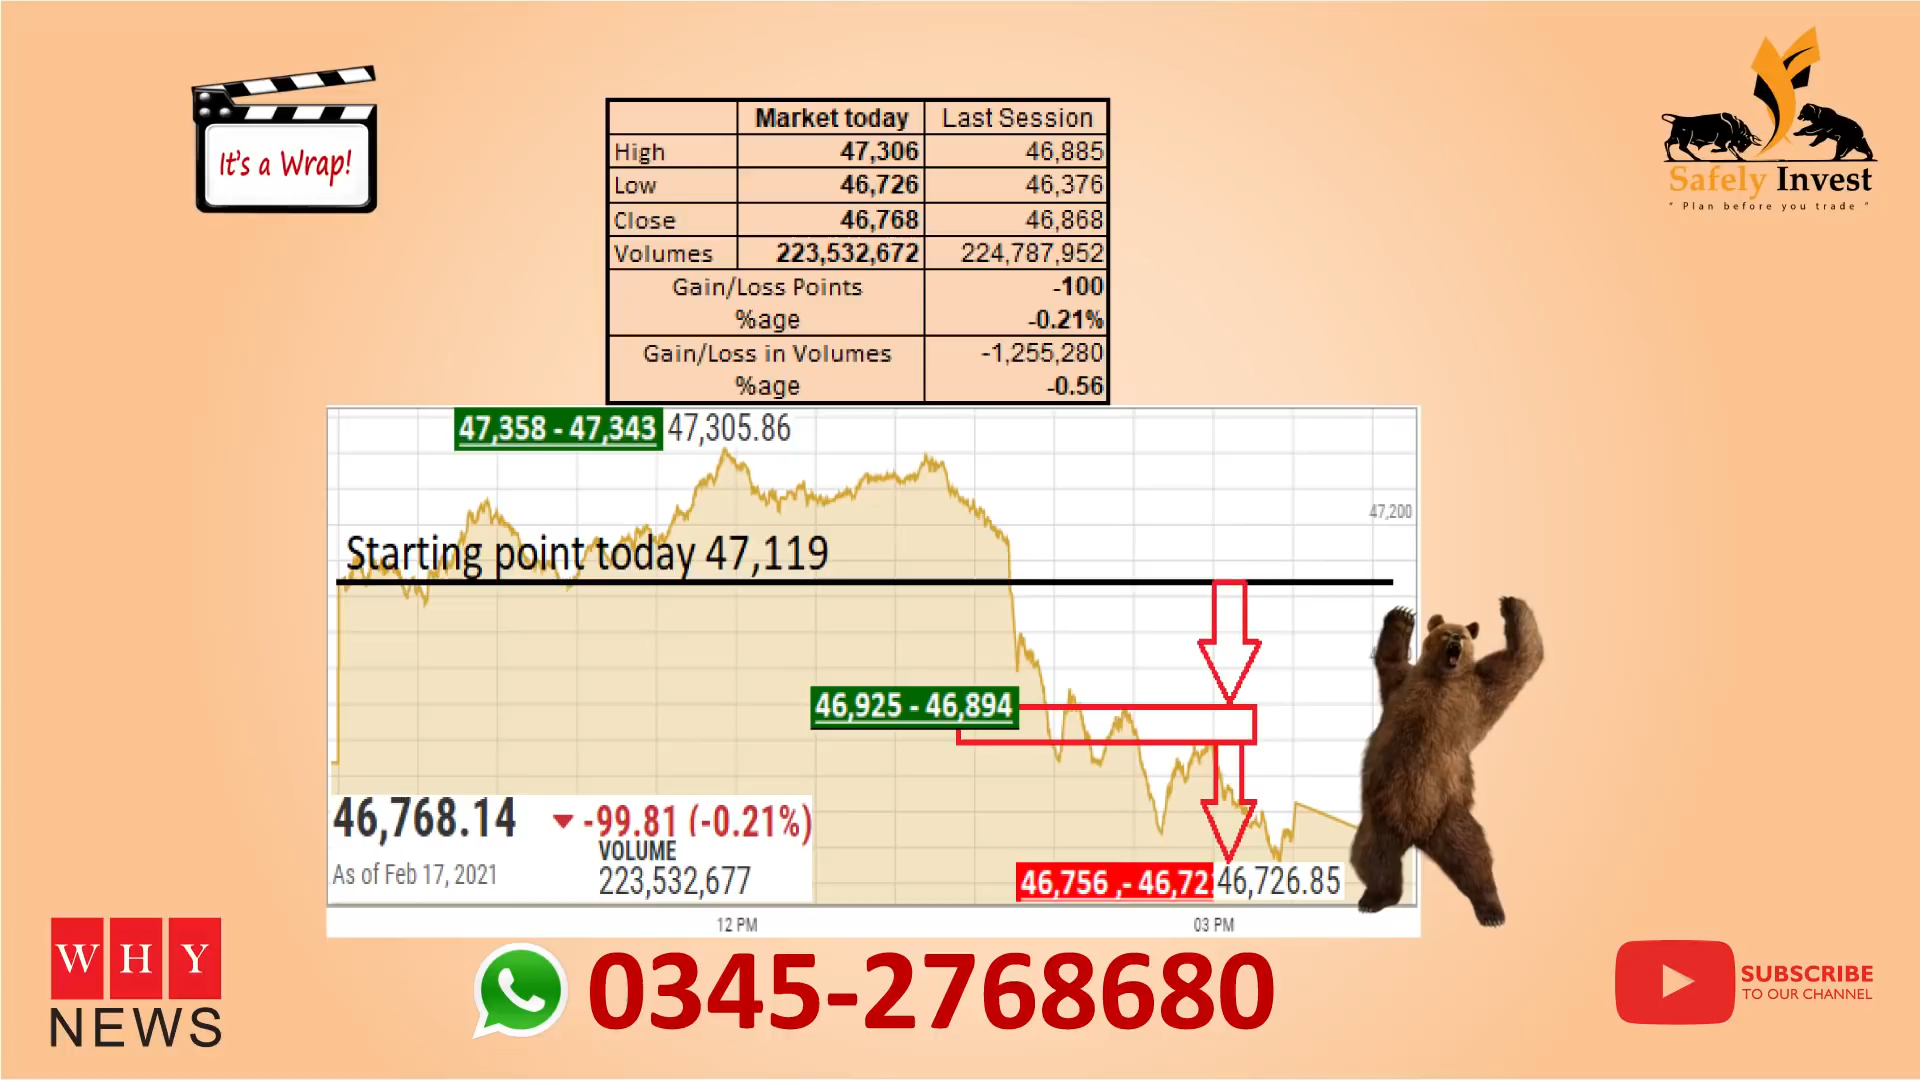 It's a Wrap!
Market today Last Session
High 47,306 46,885
Low 46,726 46,376
Close 46,768 46,868
Volumes 223,532,672 224,787,952
Gain/Loss Points -100
%age -0.21%
Gain/Loss in Volumes -1,255,280
%age -0.56
Safely Invest
" Plan before you trade "
47,358 - 47,343 47,305.86
47,200
Starting point today 47,119
46,925 - 46,894
46,768.14 -99.81 (-0.21%)
VOLUME
As of Feb 17, 2021 223,532,677
46,756 ,- 46,72 46,726.85
12 PM 03 PM
WHY
NEWS
0345-2768680
SUBSCRIBE
TO OUR CHANNEL